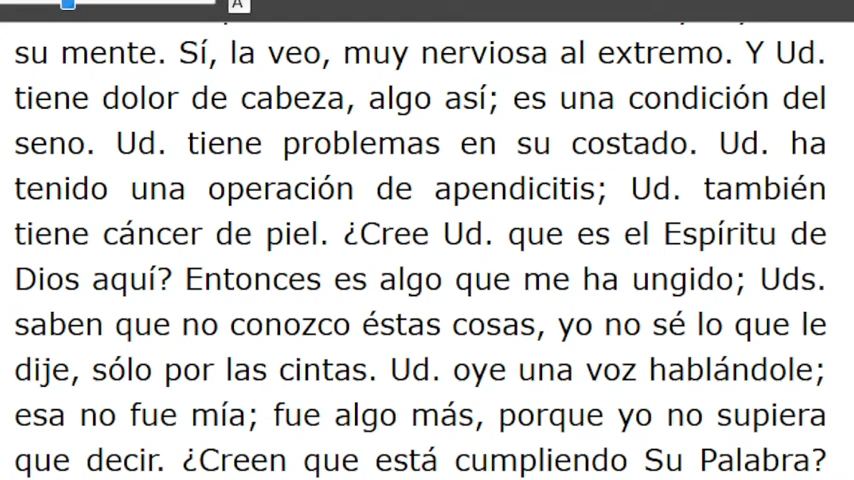 A
su mente. Sí, la veo, muy nerviosa al extremo. Y Ud.
tiene dolor de cabeza, algo así; es una condición del
seno. Ud. tiene problemas en su costado. Ud. ha
tenido una operación de apendicitis; Ud. también
tiene cáncer de piel. ¿Cree Ud. que es el Espíritu de
Dios aquí? Entonces es algo que me ha ungido; Uds.
saben que no conozco éstas cosas, yo no sé lo que le
dije, sólo por las cintas. Ud. oye una voz hablándole;
esa no fue mía; fue algo más, porque yo no supiera
que decir. ¿Creen que está cumpliendo Su Palabra?